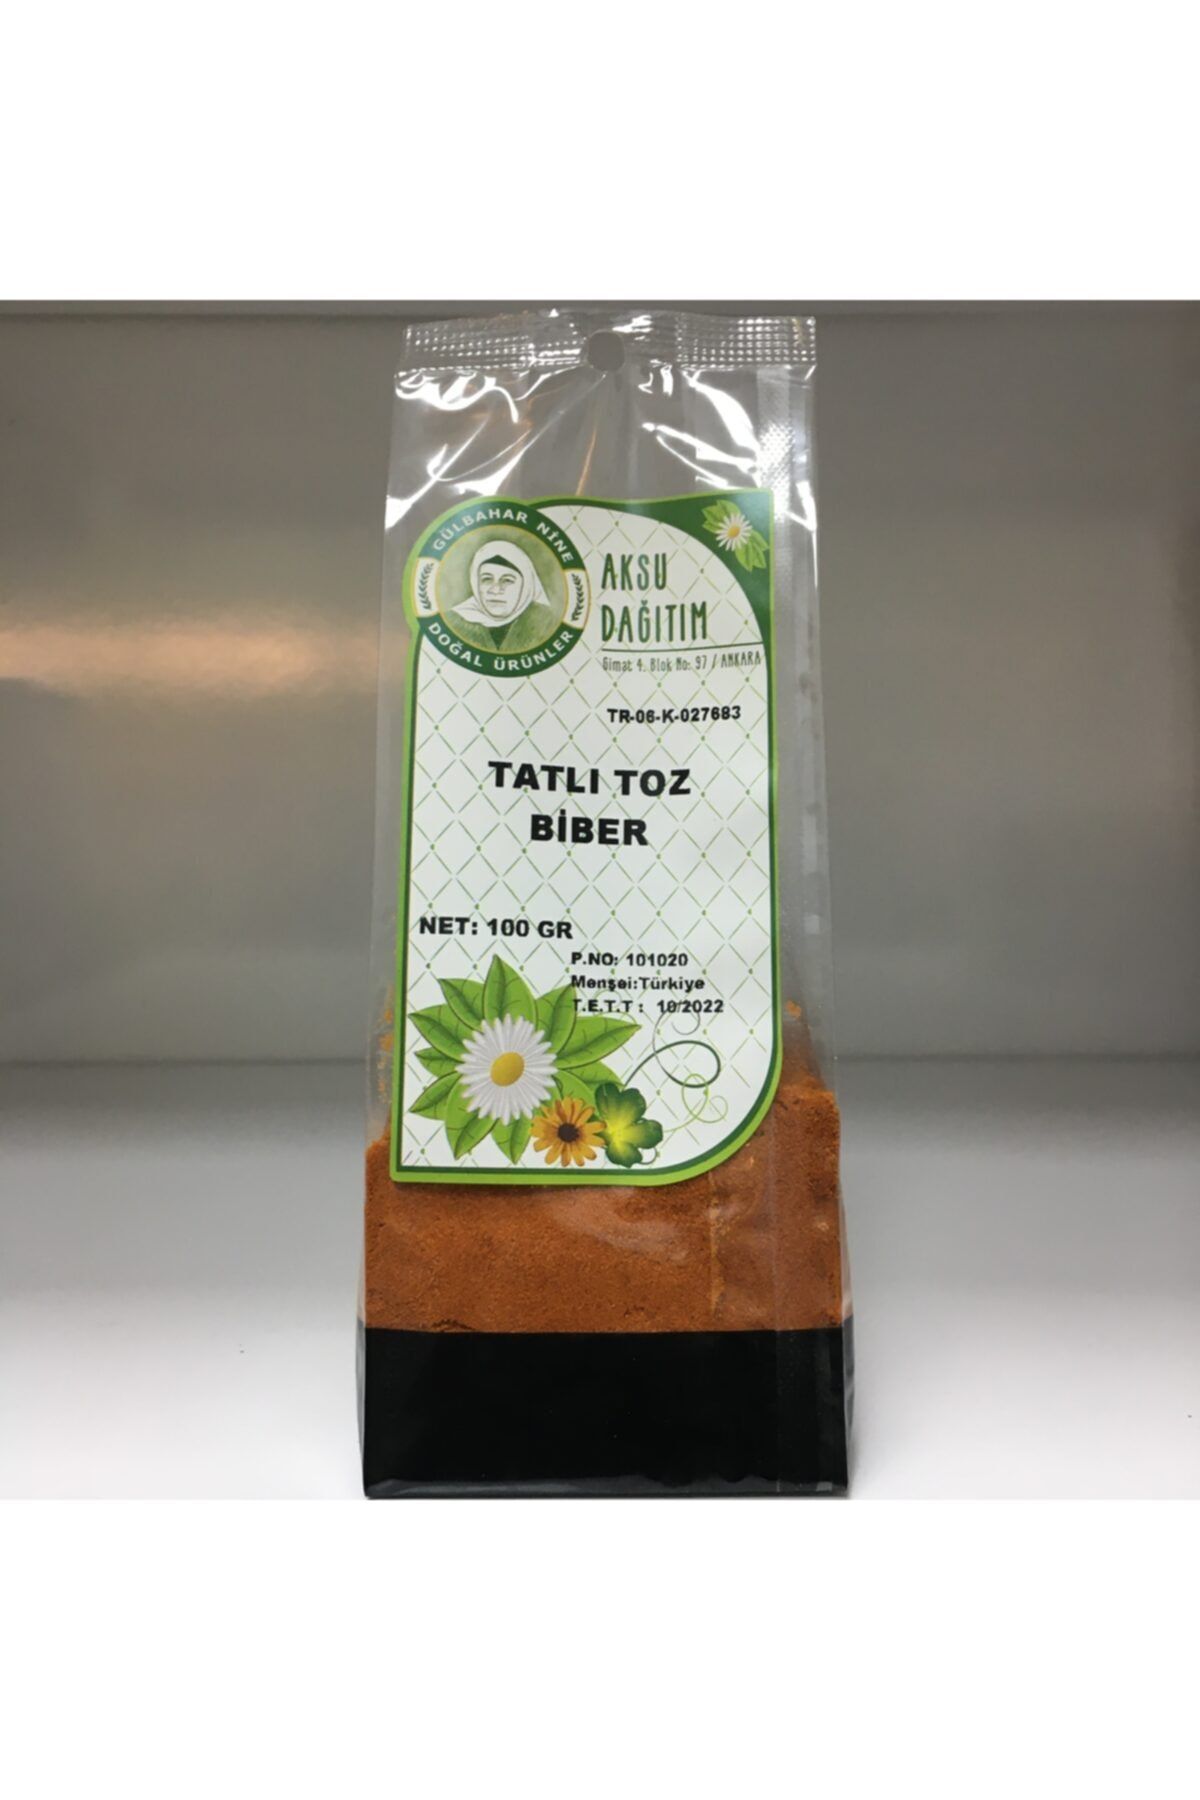 GÜLBAHAR NİNE
DOĞAL ÜRÜNLER
AKSU
DAĞITIM
Gimat 4. Blok No: 97 / ANKARA
TR-06-K-027683
TATLI TOZ
BİBER
NET: 100 GR
P.NO: 101020
Menşei:Türkiye
T.E.T.T : 10/2022